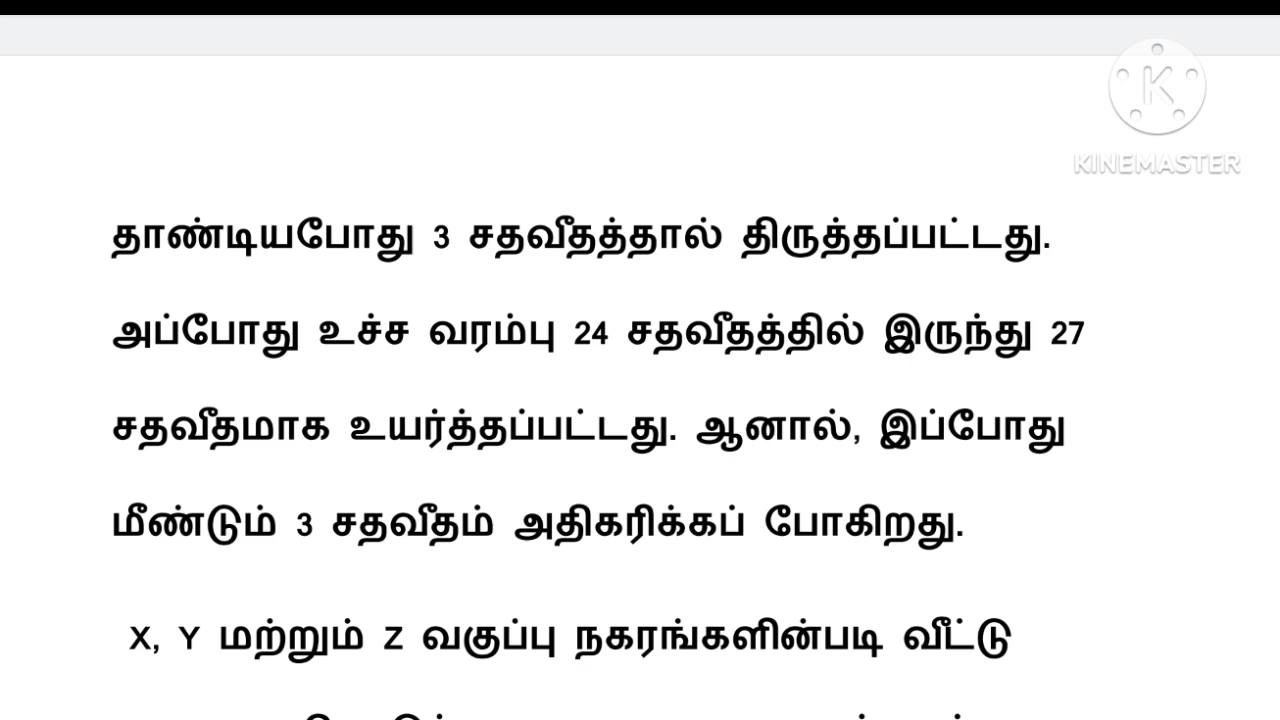 KINEMASTER
தாண்டியபோது 3 சதவீதத்தால் திருத்தப்பட்டது.
அப்போது உச்ச வரம்பு 24 சதவீதத்தில் இருந்து 27
சதவீதமாக உயர்த்தப்பட்டது. ஆனால், இப்போது
மீண்டும் 3 சதவீதம் அதிகரிக்கப் போகிறது.
X, Y மற்றும் Z வகுப்பு நகரங்களின்படி வீட்டு